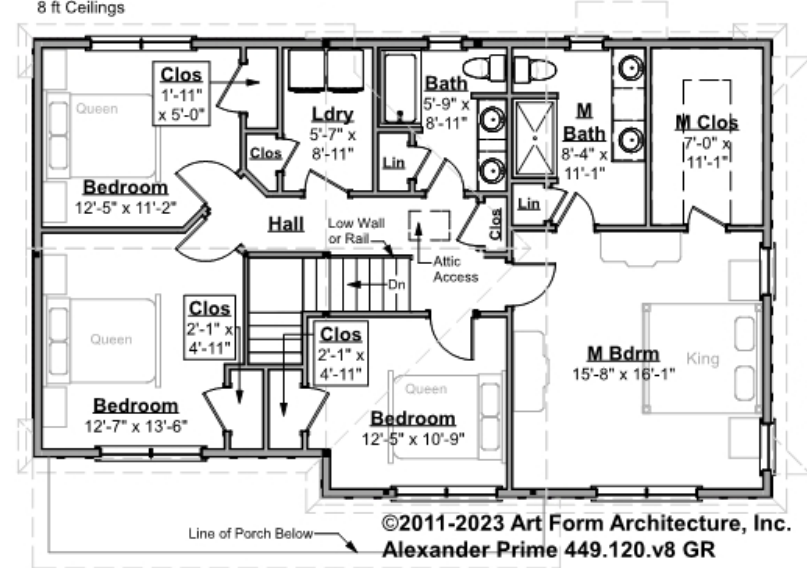 8 ft Ceilings
Clos
1'-11"
x 5'-0"
Queen
Bedroom
12'-5" x 11'-2"
Clos
Ldry
5'-7" x
8'-11"
Bath
5'-9" x
8'-11"
Lin
M
Bath
8'-4" x
11'-1"
M Clos
7'-0" x
11'-1"
Lin
Clos
Hall
Low Wall
or Rail
Attic
Access
Dn
Clos
2'-1" x
4'-11"
Queen
Bedroom
12'-7" x 13'-6"
Clos
2'-1" x
4'-11"
Queen
Bedroom
12'-5" x 10'-9"
M Bdrm
15'-8" x 16'-1"
King
Line of Porch Below
©2011-2023 Art Form Architecture, Inc.
Alexander Prime 449.120.v8 GR